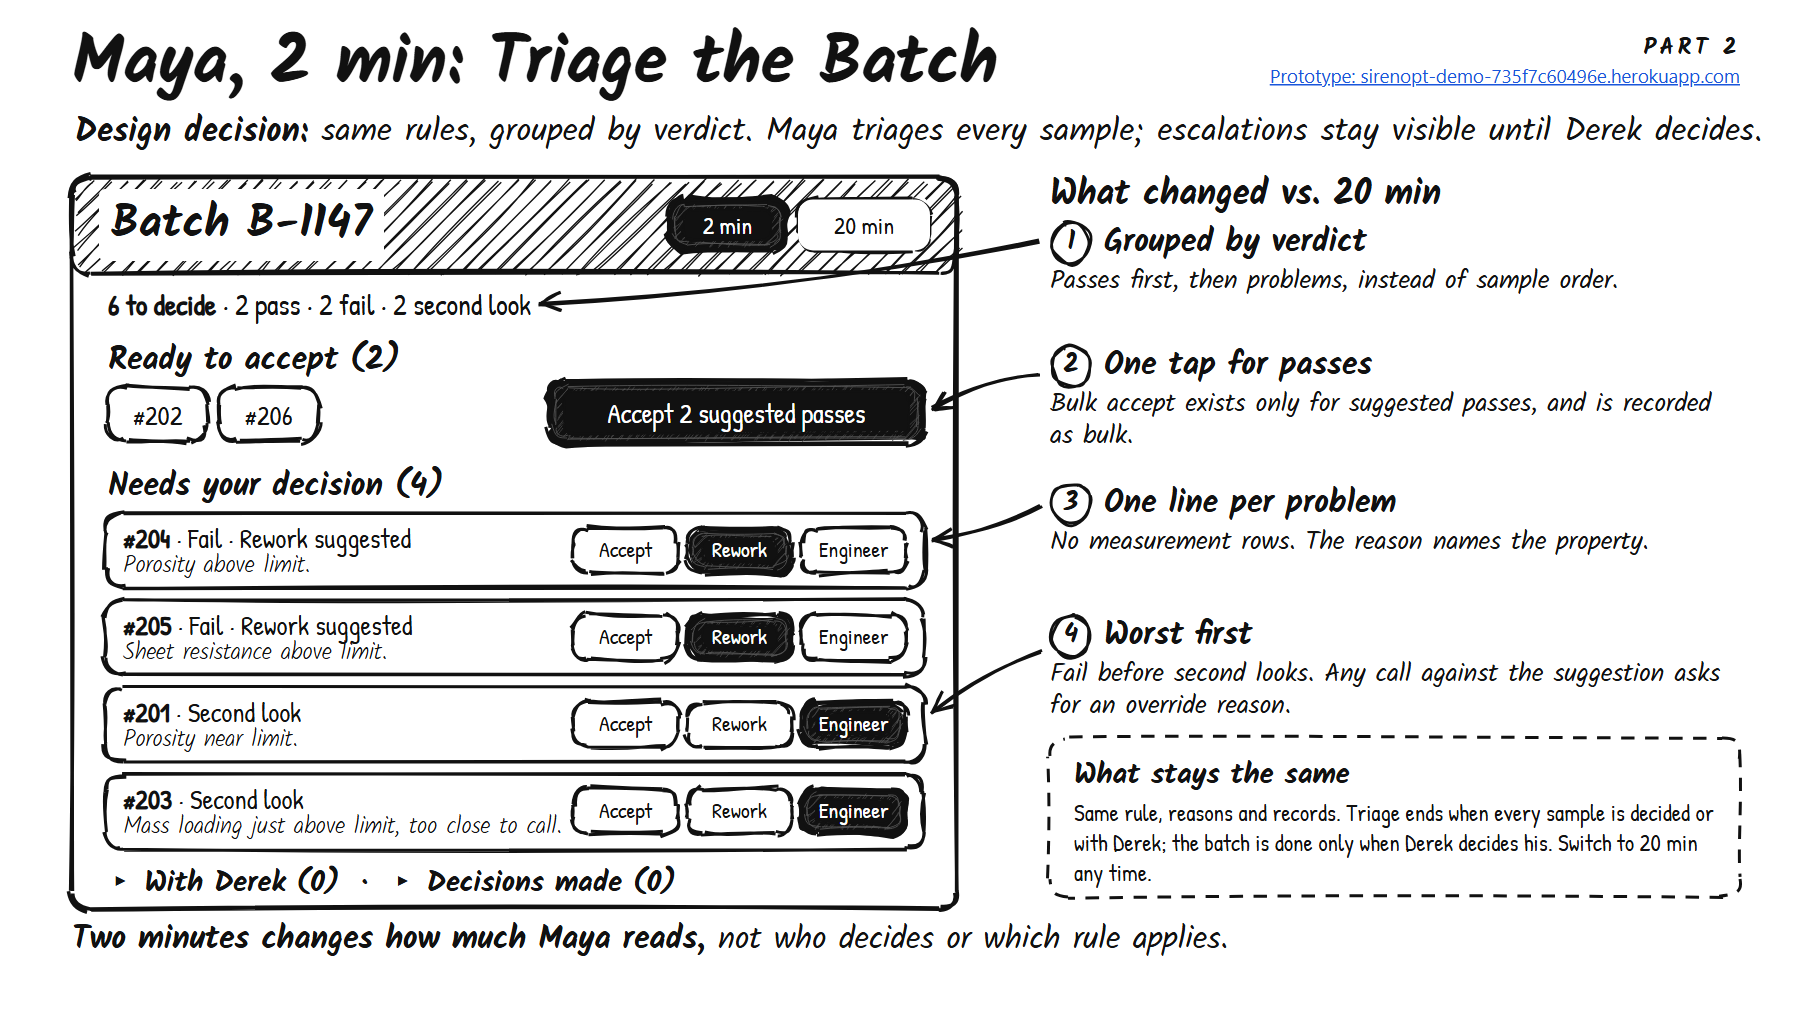 Maya, 2 min: Triage the Batch
PART 2
Prototype: sirenopt-demo-735f7c60496e.herokuapp.com
Design decision: same rules, grouped by verdict. Maya triages every sample; escalations stay visible until Derek decides.
Batch B-1147
2 min
20 min
6 to decide · 2 pass · 2 fail · 2 second look
Ready to accept (2)
#202
#206
Accept 2 suggested passes
Needs your decision (4)
#204 · Fail · Rework suggested
Porosity above limit.
Accept
Rework
Engineer
#205 · Fail · Rework suggested
Sheet resistance above limit.
Accept
Rework
Engineer
#201 · Second look
Porosity near limit.
Accept
Rework
Engineer
#203 · Second look
Mass loading just above limit, too close to call.
Accept
Rework
Engineer
▸ With Derek (0) · ▸ Decisions made (0)
What changed vs. 20 min
1 Grouped by verdict
Passes first, then problems, instead of sample order.
2 One tap for passes
Bulk accept exists only for suggested passes, and is recorded
as bulk.
3 One line per problem
No measurement rows. The reason names the property.
4 Worst first
Fail before second looks. Any call against the suggestion asks
for an override reason.
What stays the same
Same rule, reasons and records. Triage ends when every sample is decided or
with Derek; the batch is done only when Derek decides his. Switch to 20 min
any time.
Two minutes changes how much Maya reads, not who decides or which rule applies.